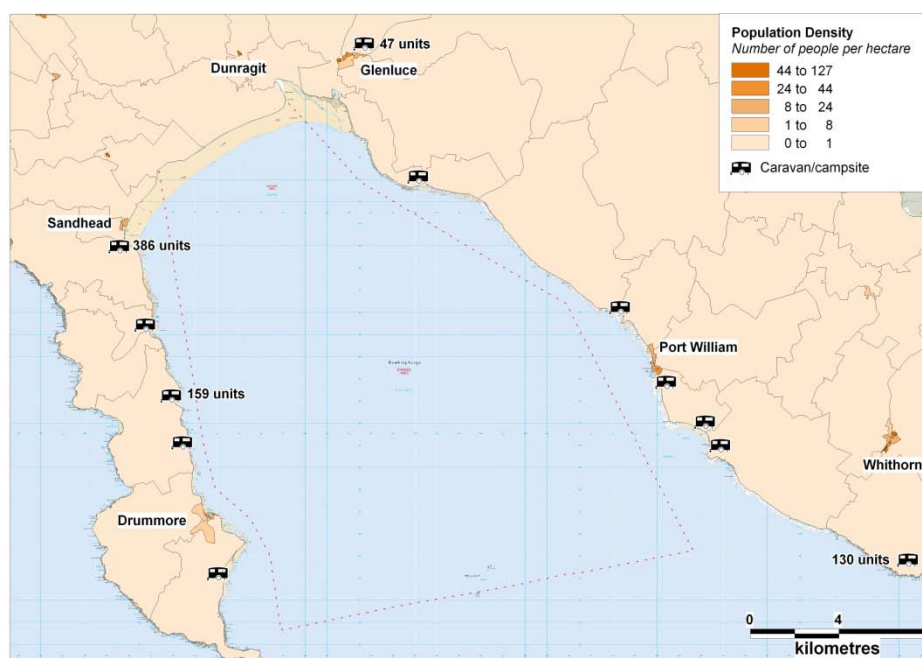 47 units
Dunragit
Glenluce
Sandhead
386 units
Port William
159 units
Whithorn
Drummore
130 units
Population Density
Number of people per hectare
44 to 127
24 to 44
8 to 24
1 to 8
0 to 1
Caravan/campsite
0 4 8
kilometres